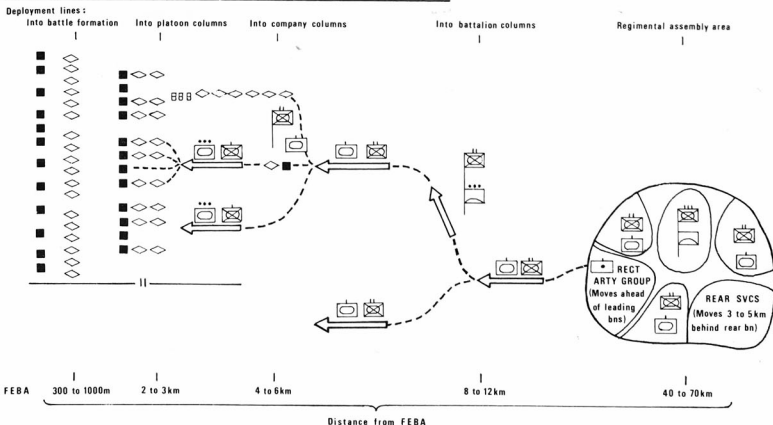 Deployment lines:
Into battle formation
Into platoon columns
Into company columns
Into battalion columns
Regimental assembly area
RECT
ARTY GROUP
(Moves ahead
of leading
bns)
REAR SVCS
(Moves 3 to 5km
behind rear bn)
FEBA
300 to 1000m
2 to 3km
4 to 6km
8 to 12km
40 to 70km
Distance from FEBA